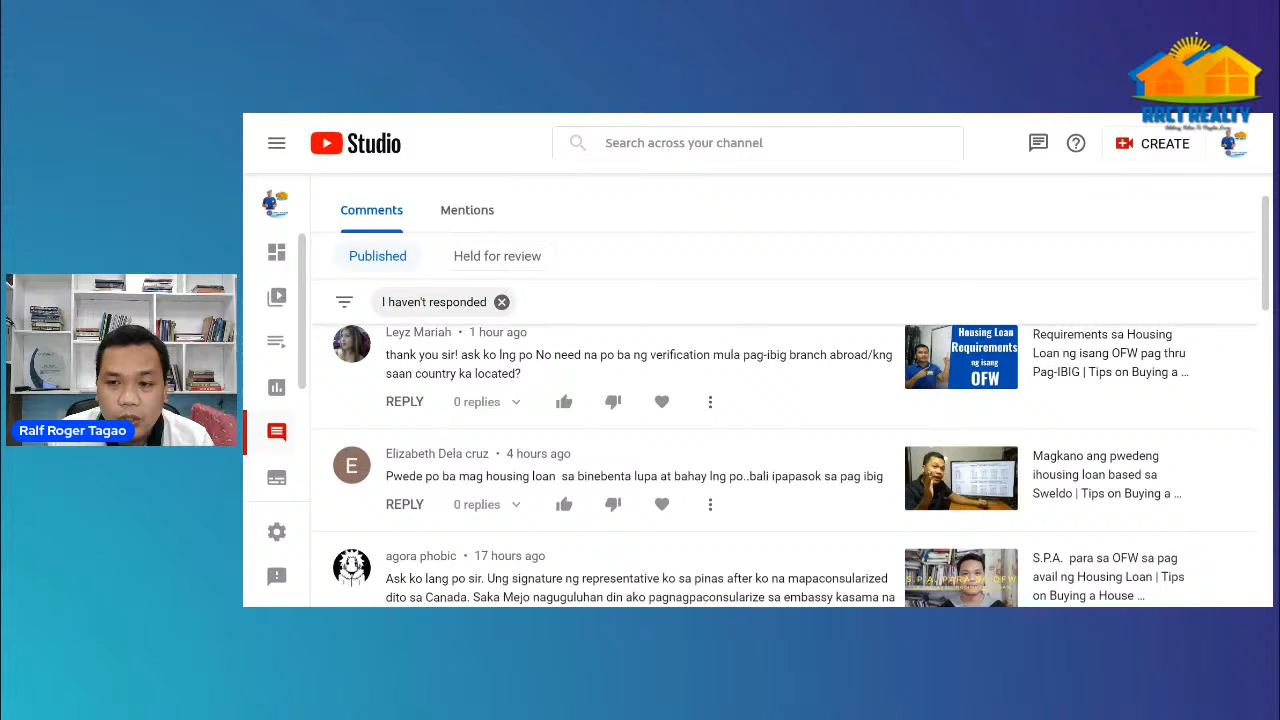 RRCT REALTY
Studio
Search across your channel
CREATE
Comments
Mentions
Published
Held for review
I haven't responded
Leyz Mariah • 1 hour ago
thank you sir! ask ko lng po No need na po ba ng verification mula pag-ibig branch abroad/kng
saan country ka located?
REPLY
0 replies
Housing Loan
Requirements
ng isang
OFW
Requirements sa Housing
Loan ng isang OFW pag thru
Pag-IBIG | Tips on Buying a ...
Ralf Roger Tagao
E
Elizabeth Dela cruz • 4 hours ago
Pwede po ba mag housing loan sa binebenta lupa at bahay lng po..bali ipapasok sa pag ibig
REPLY
0 replies
Magkano ang pwedeng
ihousing loan based sa
Sweldo | Tips on Buying a ...
agora phobic • 17 hours ago
Ask ko lang po sir. Ung signature ng representative ko sa pinas after ko na mapaconsularized
dito sa Canada. Saka Mejo naguguluhan din ako pagnagpaconsularize sa embassy kasama na
S.P.A. PARA SA OFW
S.P.A. para sa OFW sa pag
avail ng Housing Loan | Tips
on Buying a House ...